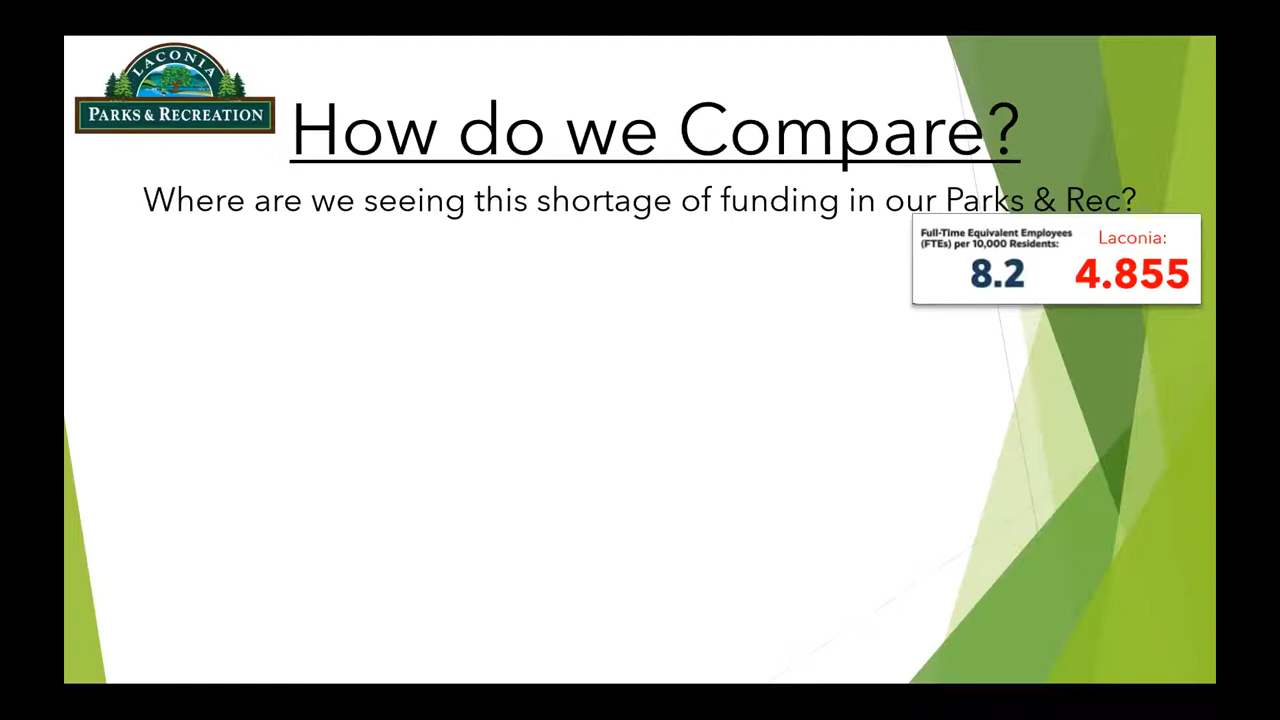 LACONIA
PARKS & RECREATION
How do we Compare?
Where are we seeing this shortage of funding in our Parks & Rec?
Full-Time Equivalent Employees
(FTEs) per 10,000 Residents:
8.2
Laconia:
4.855